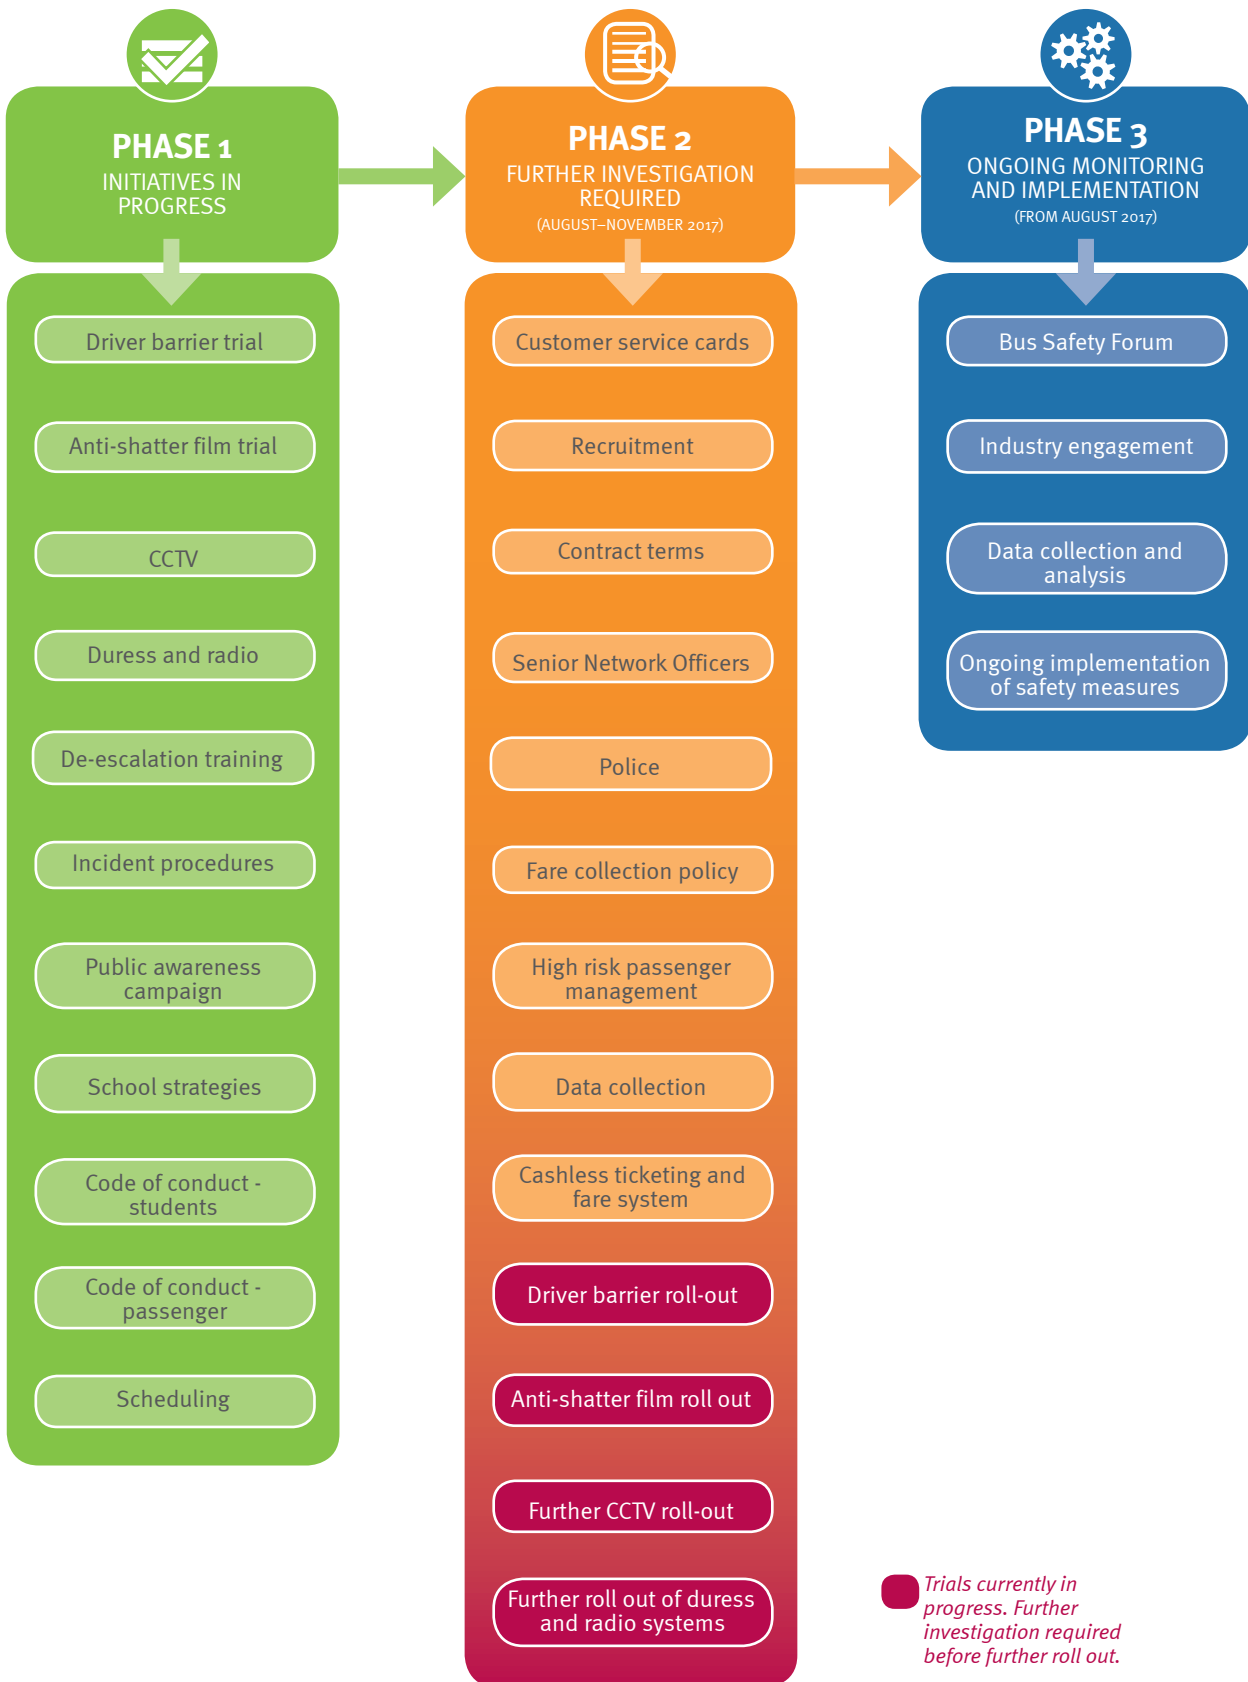 PHASE 1
INITIATIVES IN
PROGRESS
Driver barrier trial
Anti-shatter film trial
CCTV
Duress and radio
De-escalation training
Incident procedures
Public awareness
campaign
School strategies
Code of conduct -
students
Code of conduct -
passenger
Scheduling
PHASE 2
FURTHER INVESTIGATION
REQUIRED
(AUGUST–NOVEMBER 2017)
Customer service cards
Recruitment
Contract terms
Senior Network Officers
Police
Fare collection policy
High risk passenger
management
Data collection
Cashless ticketing and
fare system
Driver barrier roll-out
Anti-shatter film roll out
Further CCTV roll-out
Further roll out of duress
and radio systems
PHASE 3
ONGOING MONITORING
AND IMPLEMENTATION
(FROM AUGUST 2017)
Bus Safety Forum
Industry engagement
Data collection and
analysis
Ongoing implementation
of safety measures
Trials currently in
progress. Further
investigation required
before further roll out.